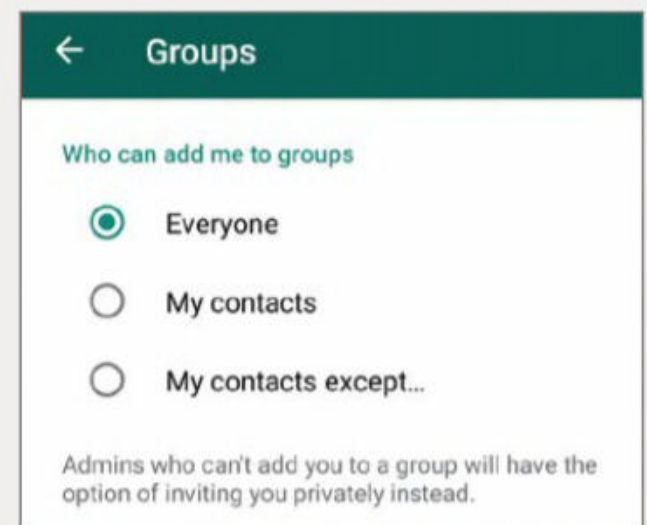 Groups
Who can add me to groups
Everyone
My contacts
My contacts except...
Admins who can't add you to a group will have the
option of inviting you privately instead.